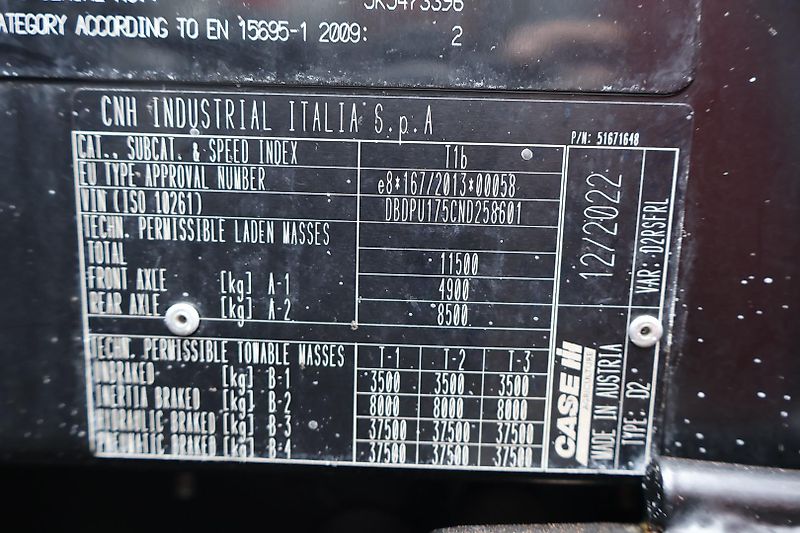 CATEGORY ACCORDING TO EN 15695-1 2009: 2
CNH INDUSTRIAL ITALIA S.p.A
P/N: 51671648
CAT., SUBCAT. & SPEED INDEX T1b
EU TYPE APPROVAL NUMBER e8*167/2013*00058
VIN (ISO 10261) DBDPU175CND258601
TECHN. PERMISSIBLE LADEN MASSES
TOTAL 11500
FRONT AXLE [kg] A-1 4900
REAR AXLE [kg] A-2 8500
TECHN. PERMISSIBLE TOWABLE MASSES T-1 T-2 T-3
UNBRAKED [kg] B-1 3500 3500 3500
INERTIA BRAKED [kg] B-2 8000 8000 8000
HYDRAULIC BRAKED [kg] B-3 37500 37500 37500
PNEUMATIC BRAKED [kg] B-4 37500 37500 37500
12/2022
VAR: D2RSFRL
CASE IH
AGRICULTURE
MADE IN AUSTRIA
TYPE: D2